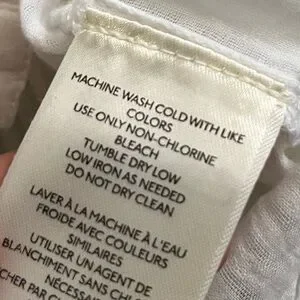 MACHINE WASH COLD WITH LIKE
COLORS
USE ONLY NON-CHLORINE
BLEACH
TUMBLE DRY LOW
LOW IRON AS NEEDED
DO NOT DRY CLEAN
LAVER À LA MACHINE À L'EAU
FROIDE AVEC COULEURS
SIMILAIRES
UTILISER UN AGENT DE
BLANCHIMENT SANS